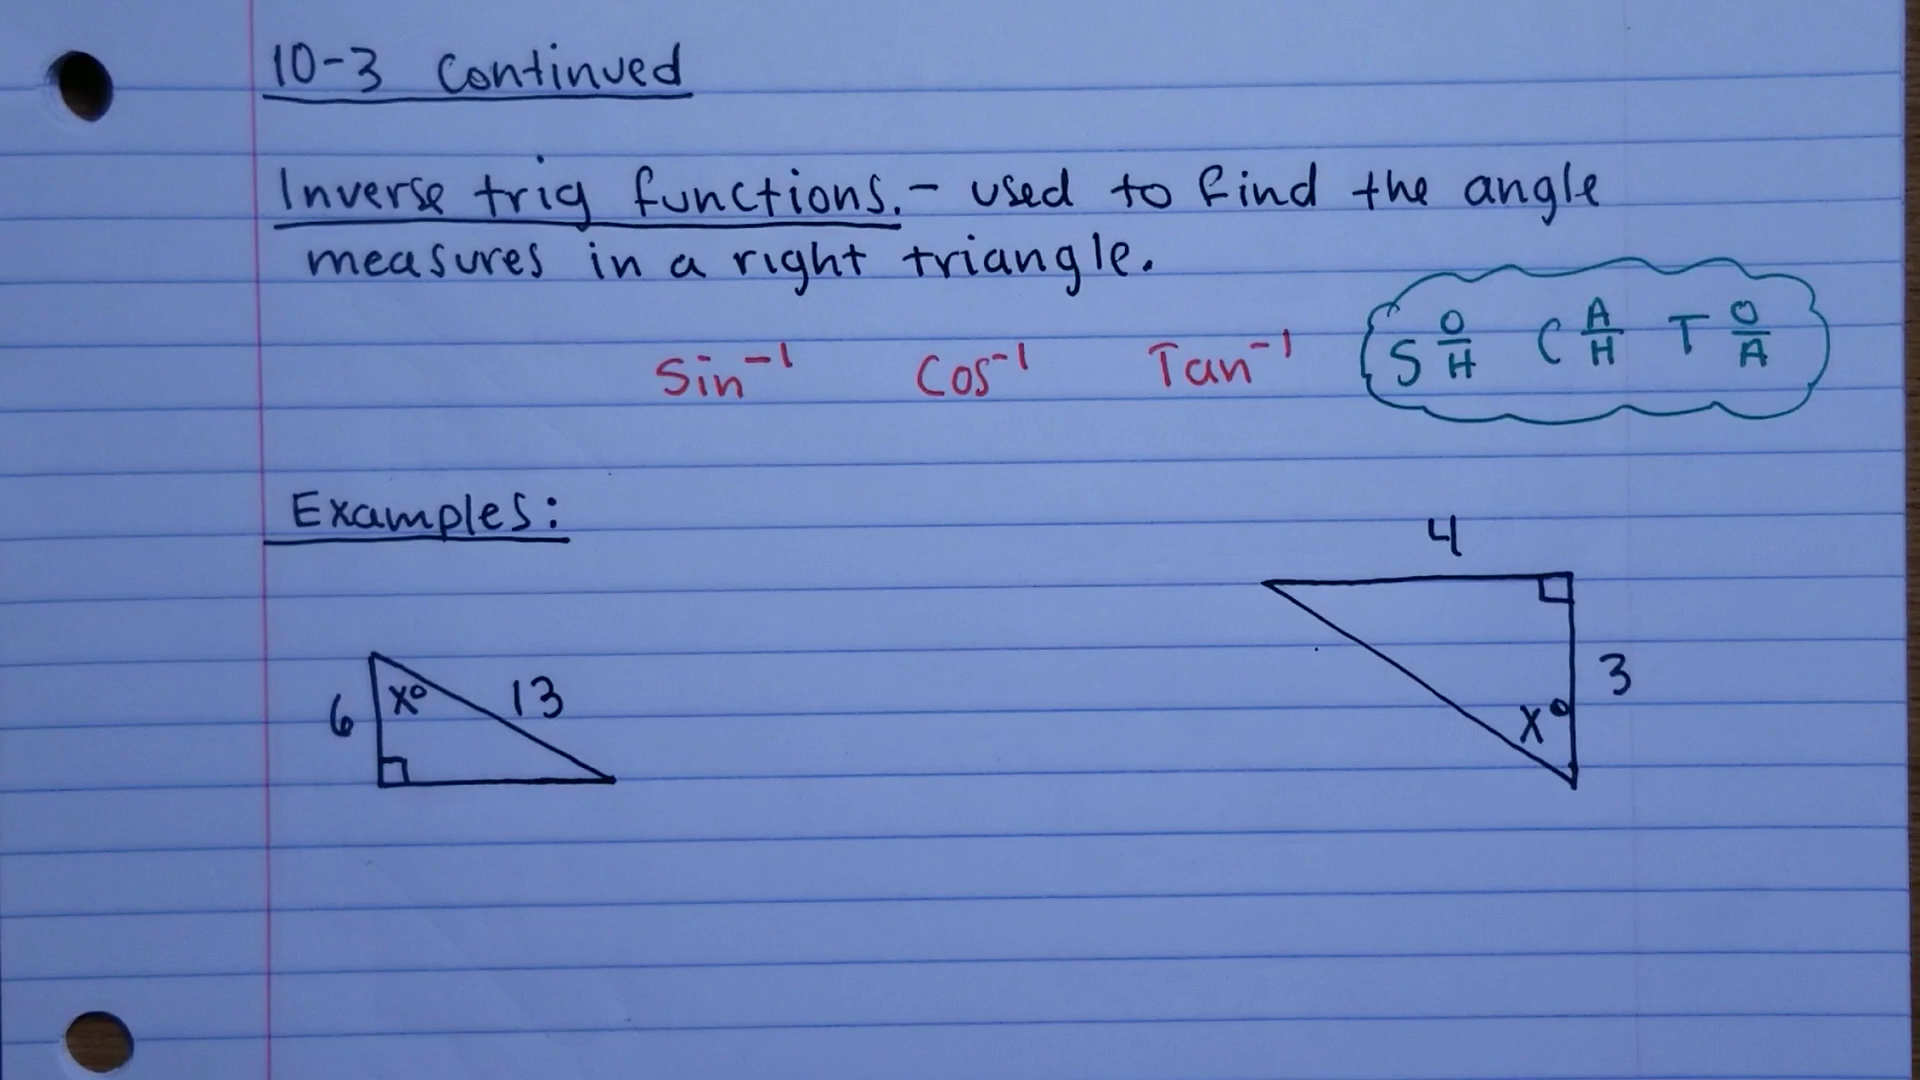 10-3 Continued
Inverse trig functions. - used to find the angle
measures in a right triangle.
Sin⁻¹ Cos⁻¹ Tan⁻¹ S O/H C A/H T O/A
Examples:
4
6 x° 13
x° 3